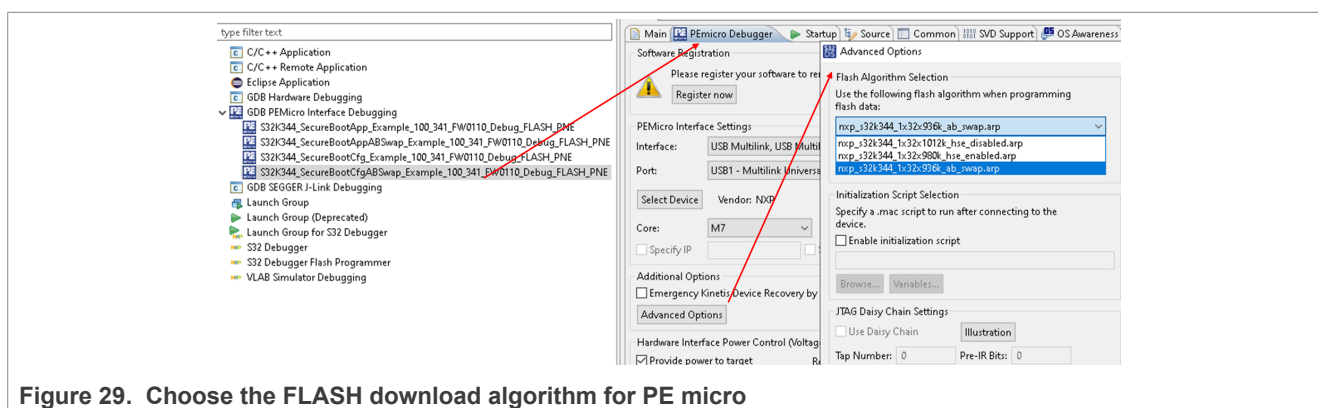 type filter text
C/C++ Application
C/C++ Remote Application
Eclipse Application
GDB Hardware Debugging
GDB PEMicro Interface Debugging
S32K344_SecureBootApp_Example_100_341_FW0110_Debug_FLASH_PNE
S32K344_SecureBootAppABSwap_Example_100_341_FW0110_Debug_FLASH_PNE
S32K344_SecureBootCfg_Example_100_341_FW0110_Debug_FLASH_PNE
S32K344_SecureBootCfgABSwap_Example_100_341_FW0110_Debug_FLASH_PNE
GDB SEGGER J-Link Debugging
Launch Group
Launch Group (Deprecated)
Launch Group for S32 Debugger
S32 Debugger
S32 Debugger Flash Programmer
VLAB Simulator Debugging
Main PEmicro Debugger Startup Source Common SVD Support OS Awareness
Software Registration
Please register your software to rem
Register now
PEMicro Interface Settings
Interface: USB Multilink, USB Multil
Port: USB1 - Multilink Universa
Select Device Vendor: NXP
Core: M7
Specify IP
Additional Options
Emergency Kinetis Device Recovery by
Advanced Options
Hardware Interface Power Control (Voltag
Provide power to target Re
Advanced Options
Flash Algorithm Selection
Use the following flash algorithm when programming
flash data:
nxp_s32k344_1x32x936k_ab_swap.arp
nxp_s32k344_1x32x1012k_hse_disabled.arp
nxp_s32k344_1x32x980k_hse_enabled.arp
nxp_s32k344_1x32x936k_ab_swap.arp
Initialization Script Selection
Specify a .mac script to run after connecting to the
device.
Enable initialization script
Browse... Variables...
JTAG Daisy Chain Settings
Use Daisy Chain Illustration
Tap Number: 0 Pre-IR Bits: 0
Figure 29. Choose the FLASH download algorithm for PE micro